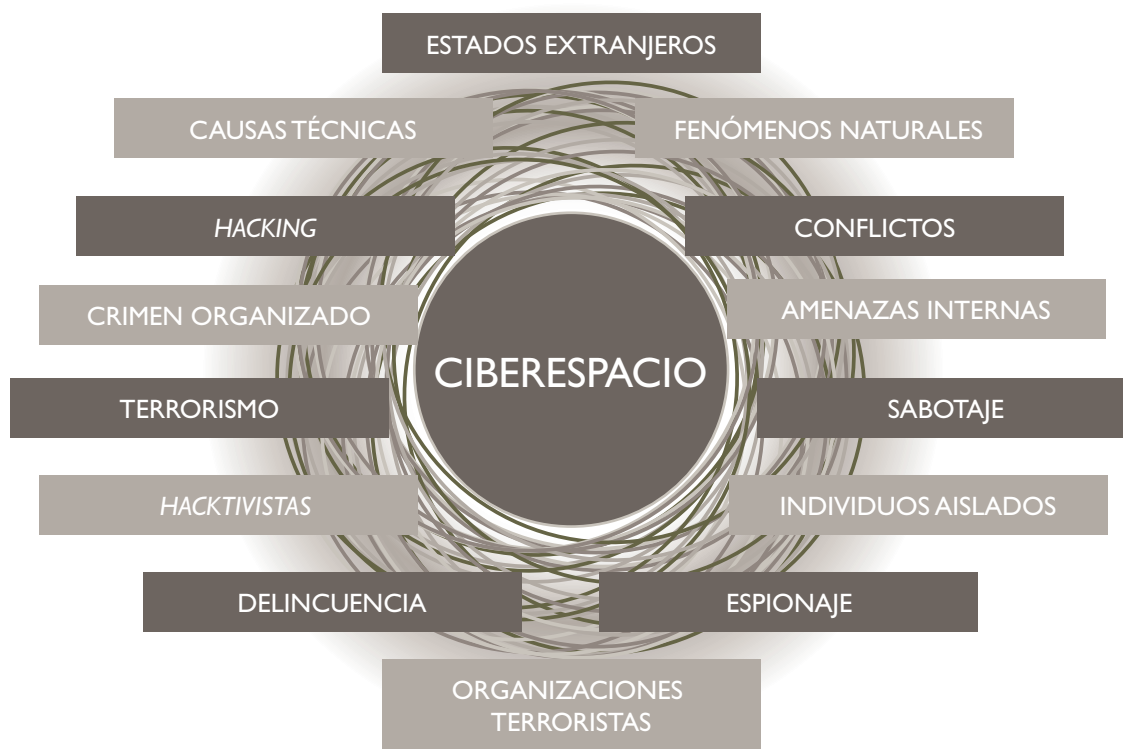 ESTADOS EXTRANJEROS
CAUSAS TÉCNICAS
FENÓMENOS NATURALES
HACKING
CONFLICTOS
CRIMEN ORGANIZADO
AMENAZAS INTERNAS
CIBERESPACIO
TERRORISMO
SABOTAJE
HACKTIVISTAS
INDIVIDUOS AISLADOS
DELINCUENCIA
ESPIONAJE
ORGANIZACIONES
TERRORISTAS